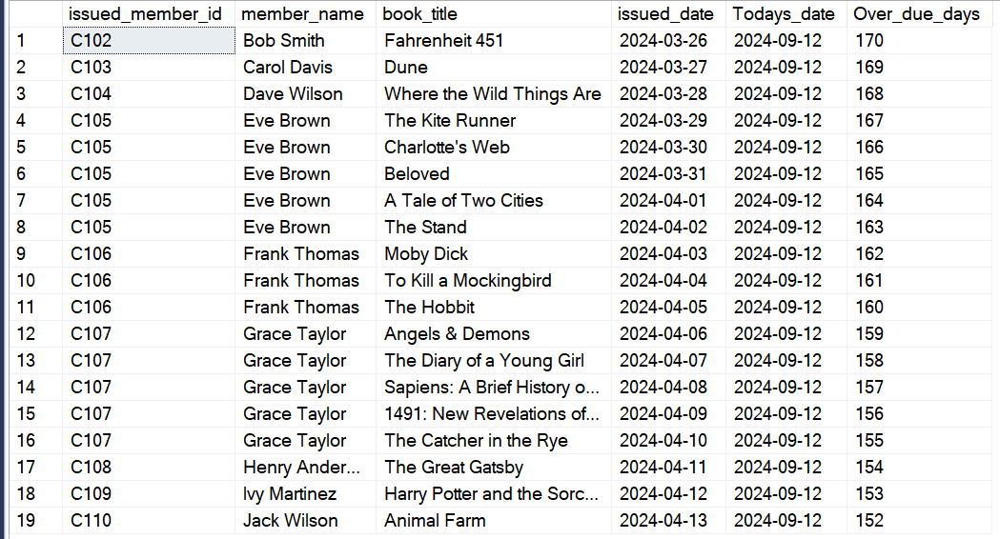 issued_member_id member_name book_title issued_date Todays_date Over_due_days
1 C102 Bob Smith Fahrenheit 451 2024-03-26 2024-09-12 170
2 C103 Carol Davis Dune 2024-03-27 2024-09-12 169
3 C104 Dave Wilson Where the Wild Things Are 2024-03-28 2024-09-12 168
4 C105 Eve Brown The Kite Runner 2024-03-29 2024-09-12 167
5 C105 Eve Brown Charlotte's Web 2024-03-30 2024-09-12 166
6 C105 Eve Brown Beloved 2024-03-31 2024-09-12 165
7 C105 Eve Brown A Tale of Two Cities 2024-04-01 2024-09-12 164
8 C105 Eve Brown The Stand 2024-04-02 2024-09-12 163
9 C106 Frank Thomas Moby Dick 2024-04-03 2024-09-12 162
10 C106 Frank Thomas To Kill a Mockingbird 2024-04-04 2024-09-12 161
11 C106 Frank Thomas The Hobbit 2024-04-05 2024-09-12 160
12 C107 Grace Taylor Angels & Demons 2024-04-06 2024-09-12 159
13 C107 Grace Taylor The Diary of a Young Girl 2024-04-07 2024-09-12 158
14 C107 Grace Taylor Sapiens: A Brief History o... 2024-04-08 2024-09-12 157
15 C107 Grace Taylor 1491: New Revelations of... 2024-04-09 2024-09-12 156
16 C107 Grace Taylor The Catcher in the Rye 2024-04-10 2024-09-12 155
17 C108 Henry Ander... The Great Gatsby 2024-04-11 2024-09-12 154
18 C109 Ivy Martinez Harry Potter and the Sorc... 2024-04-12 2024-09-12 153
19 C110 Jack Wilson Animal Farm 2024-04-13 2024-09-12 152